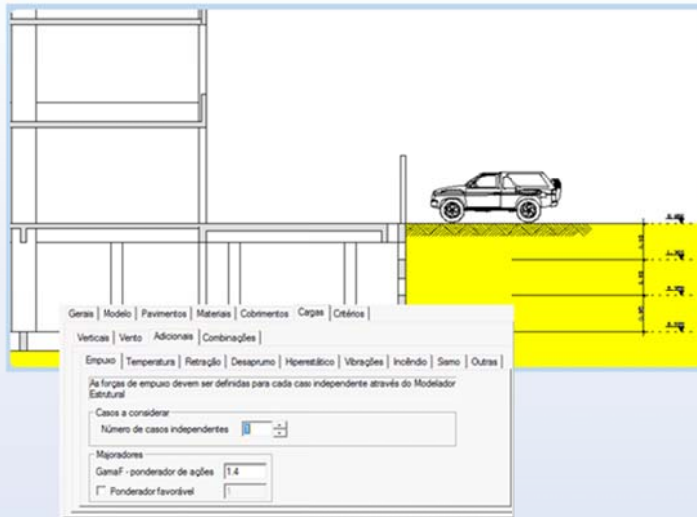 Gerais | Modelo | Pavimentos | Materiais | Cobrimentos | Cargas | Critérios |
Verticais | Vento | Adicionais | Combinações |
Empuxo | Temperatura | Retração | Desaprumo | Hiperestático | Vibrações | Incêndio | Sismo | Outras |
As forças de empuxo devem ser definidas para cada caso independente através do Modelador
Estrutural
Casos a considerar
Número de casos independentes 1
Majoradores
GamaF - ponderador de ações 1.4
Ponderador favorável 1